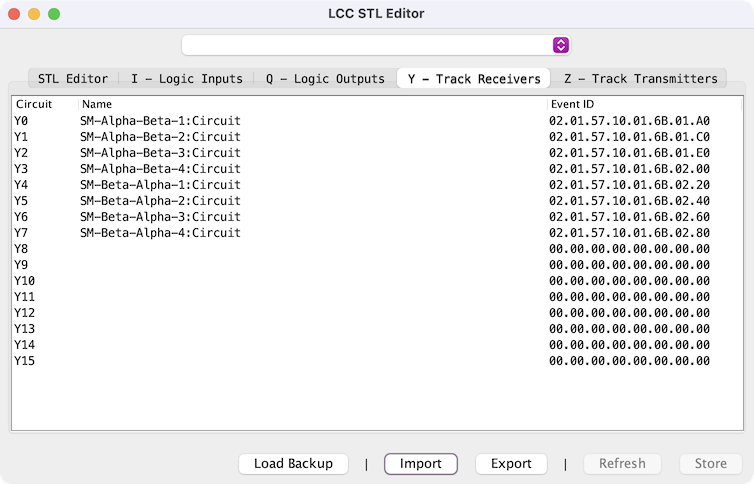 LCC STL Editor
STL Editor I - Logic Inputs Q - Logic Outputs Y - Track Receivers Z - Track Transmitters
Circuit Name Event ID
Y0 SM-Alpha-Beta-1:Circuit 02.01.57.10.01.6B.01.A0
Y1 SM-Alpha-Beta-2:Circuit 02.01.57.10.01.6B.01.C0
Y2 SM-Alpha-Beta-3:Circuit 02.01.57.10.01.6B.01.E0
Y3 SM-Alpha-Beta-4:Circuit 02.01.57.10.01.6B.02.00
Y4 SM-Beta-Alpha-1:Circuit 02.01.57.10.01.6B.02.20
Y5 SM-Beta-Alpha-2:Circuit 02.01.57.10.01.6B.02.40
Y6 SM-Beta-Alpha-3:Circuit 02.01.57.10.01.6B.02.60
Y7 SM-Beta-Alpha-4:Circuit 02.01.57.10.01.6B.02.80
Y8 00.00.00.00.00.00.00.00
Y9 00.00.00.00.00.00.00.00
Y10 00.00.00.00.00.00.00.00
Y11 00.00.00.00.00.00.00.00
Y12 00.00.00.00.00.00.00.00
Y13 00.00.00.00.00.00.00.00
Y14 00.00.00.00.00.00.00.00
Y15 00.00.00.00.00.00.00.00
Load Backup | Import Export | Refresh Store